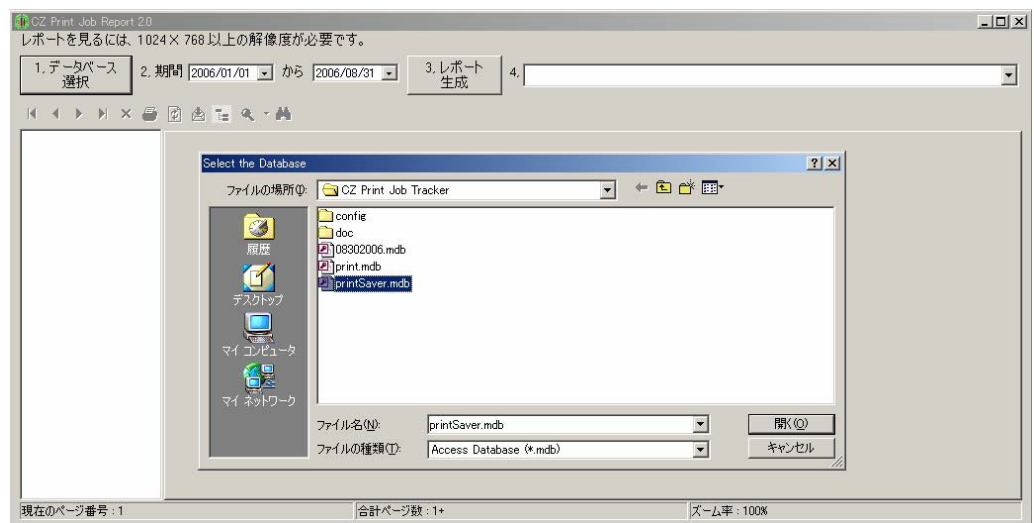 CZ Print Job Report 2.0
レポートを見るには、1024×768以上の解像度が必要です。
1.データベース
選択
2.期間 2006/01/01 から 2006/08/31
3.レポート
生成
4.
Select the Database
ファイルの場所(I): CZ Print Job Tracker
config
doc
08302006.mdb
print.mdb
printSaver.mdb
履歴
デスクトップ
マイ コンピュータ
マイ ネットワーク
ファイル名(N): printSaver.mdb 開く(O)
ファイルの種類(T): Access Database (*.mdb) キャンセル
現在のページ番号:1 合計ページ数:1+ ズーム率:100%